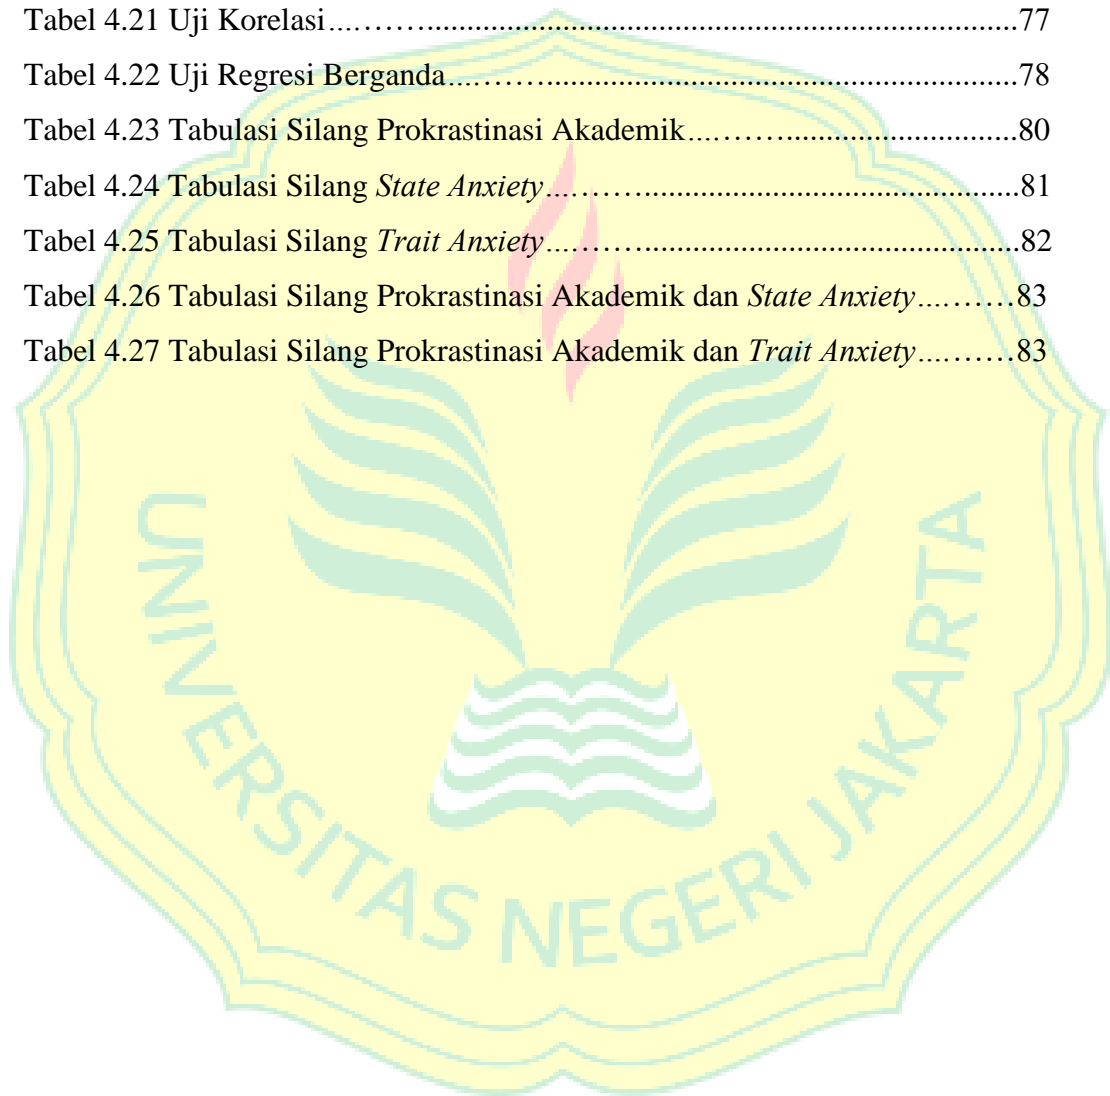 Tabel 4.21 Uji Korelasi....................................................................................77
Tabel 4.22 Uji Regresi Berganda.....................................................................78
Tabel 4.23 Tabulasi Silang Prokrastinasi Akademik........................................80
Tabel 4.24 Tabulasi Silang State Anxiety.........................................................81
Tabel 4.25 Tabulasi Silang Trait Anxiety..........................................................82
Tabel 4.26 Tabulasi Silang Prokrastinasi Akademik dan State Anxiety..........83
Tabel 4.27 Tabulasi Silang Prokrastinasi Akademik dan Trait Anxiety..........83
UNIVERSITAS NEGERI JAKARTA